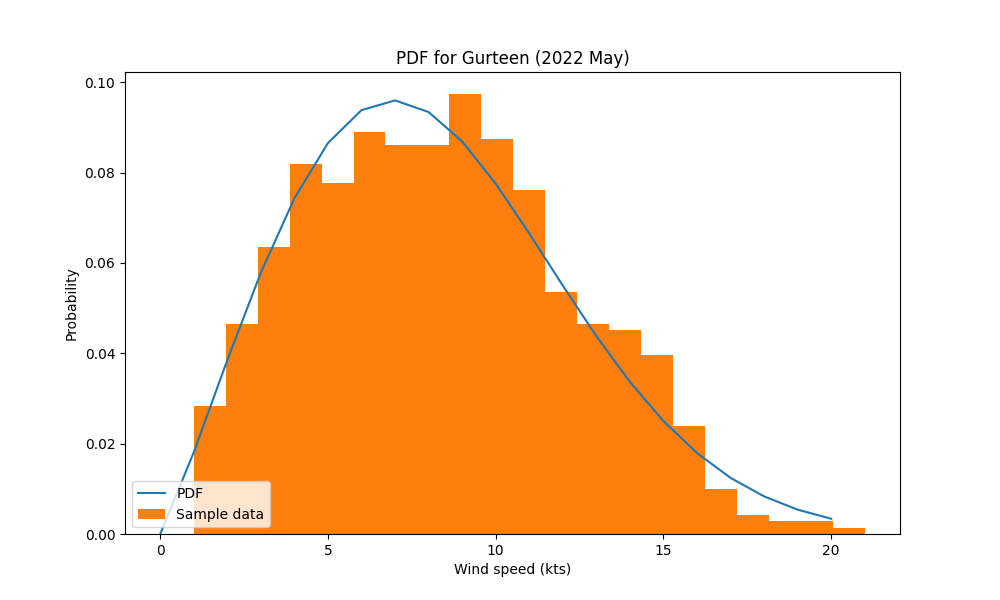 PDF for Gurteen (2022 May)
0.10
0.08
0.06
0.04
0.02
0.00
Probability
PDF
Sample data
0
5
10
15
20
Wind speed (kts)